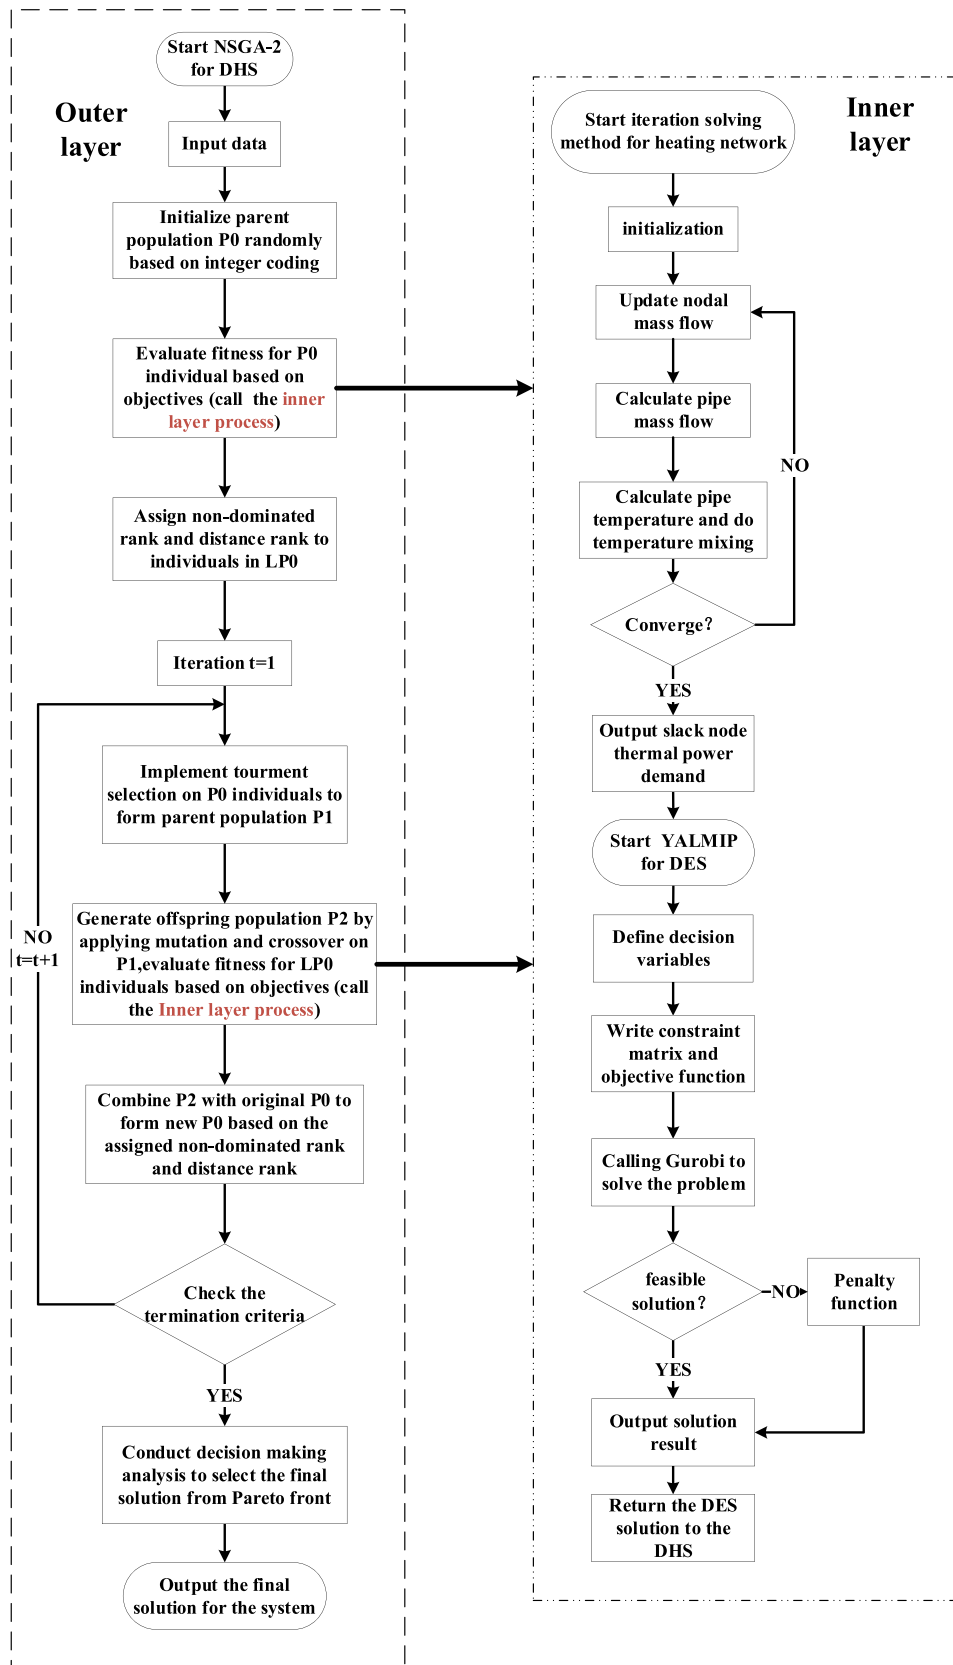 Outer
layer
Start NSGA-2
for DHS
Input data
Initialize parent
population P0 randomly
based on integer coding
Evaluate fitness for P0
individual based on
objectives (call the inner
layer process)
Assign non-dominated
rank and distance rank to
individuals in LP0
Iteration t=1
Implement tourment
selection on P0 individuals to
form parent population P1
Generate offspring population P2 by
applying mutation and crossover on
P1,evaluate fitness for LP0
individuals based on objectives (call
the Inner layer process)
NO
t=t+1
Combine P2 with original P0 to
form new P0 based on the
assigned non-dominated rank
and distance rank
Check the
termination criteria
YES
Conduct decision making
analysis to select the final
solution from Pareto front
Output the final
solution for the system
Inner
layer
Start iteration solving
method for heating network
initialization
Update nodal
mass flow
Calculate pipe
mass flow
NO
Calculate pipe
temperature and do
temperature mixing
Converge?
YES
Output slack node
thermal power
demand
Start YALMIP
for DES
Define decision
variables
Write constraint
matrix and
objective function
Calling Gurobi to
solve the problem
feasible
solution?
NO
Penalty
function
YES
Output solution
result
Return the DES
solution to the
DHS